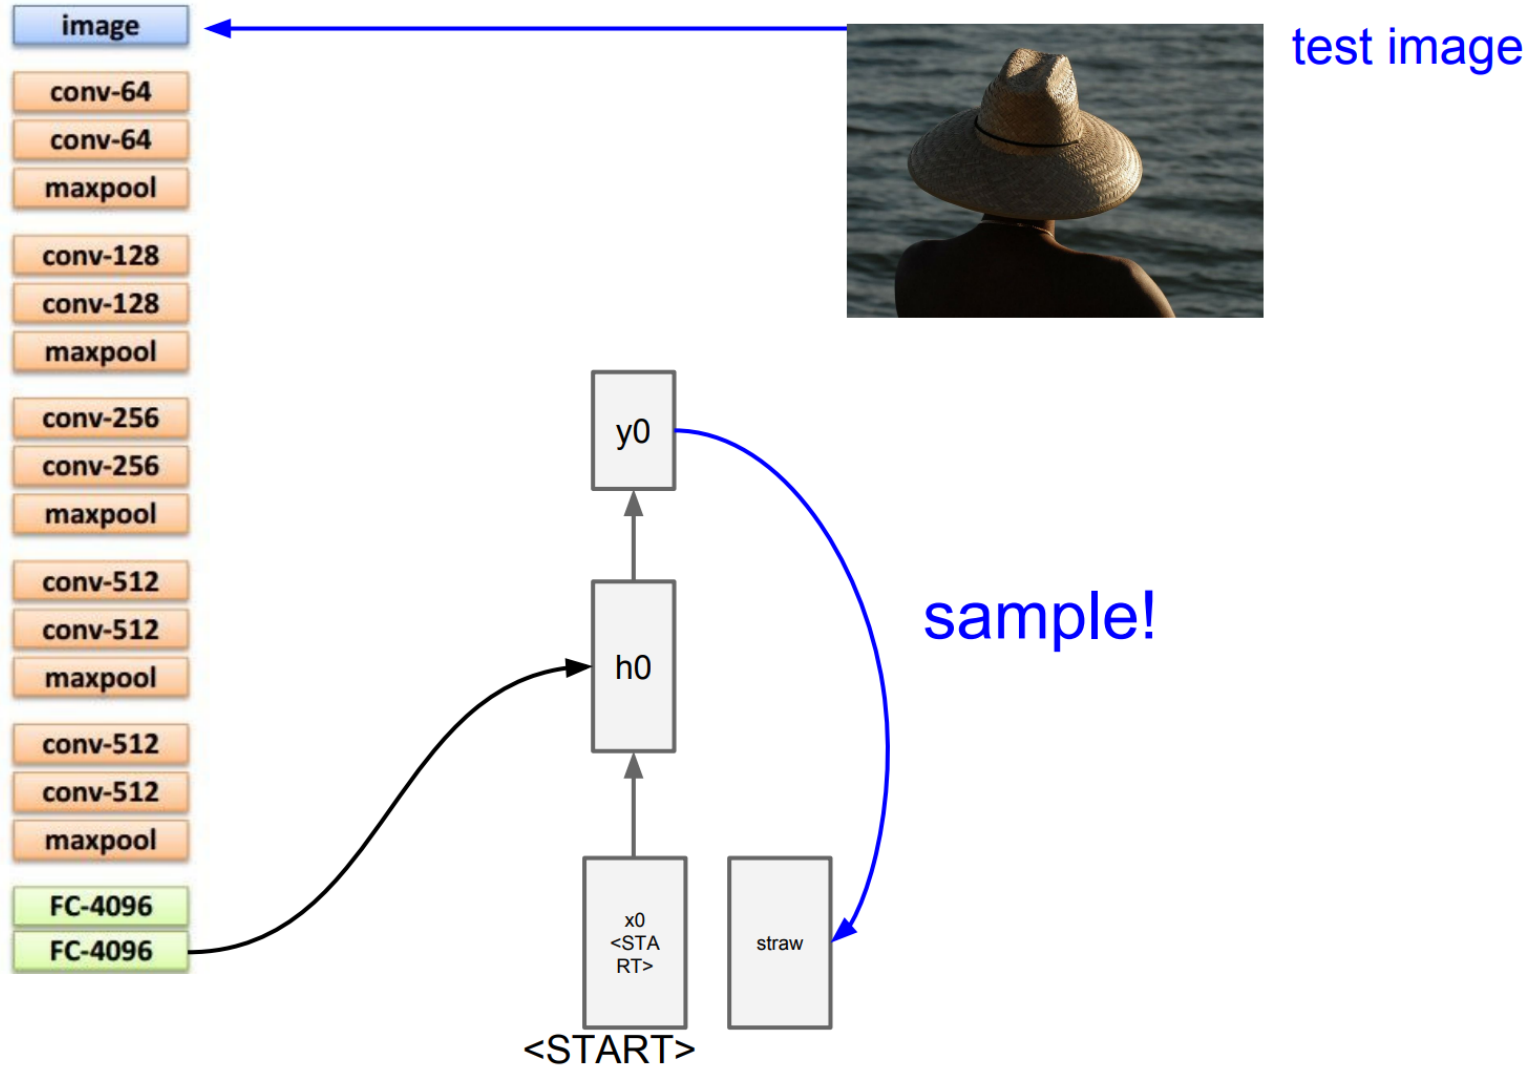 image
conv-64
conv-64
maxpool
conv-128
conv-128
maxpool
conv-256
conv-256
maxpool
conv-512
conv-512
maxpool
conv-512
conv-512
maxpool
FC-4096
FC-4096
test image
y0
sample!
h0
x0
<STA
RT>
straw
<START>